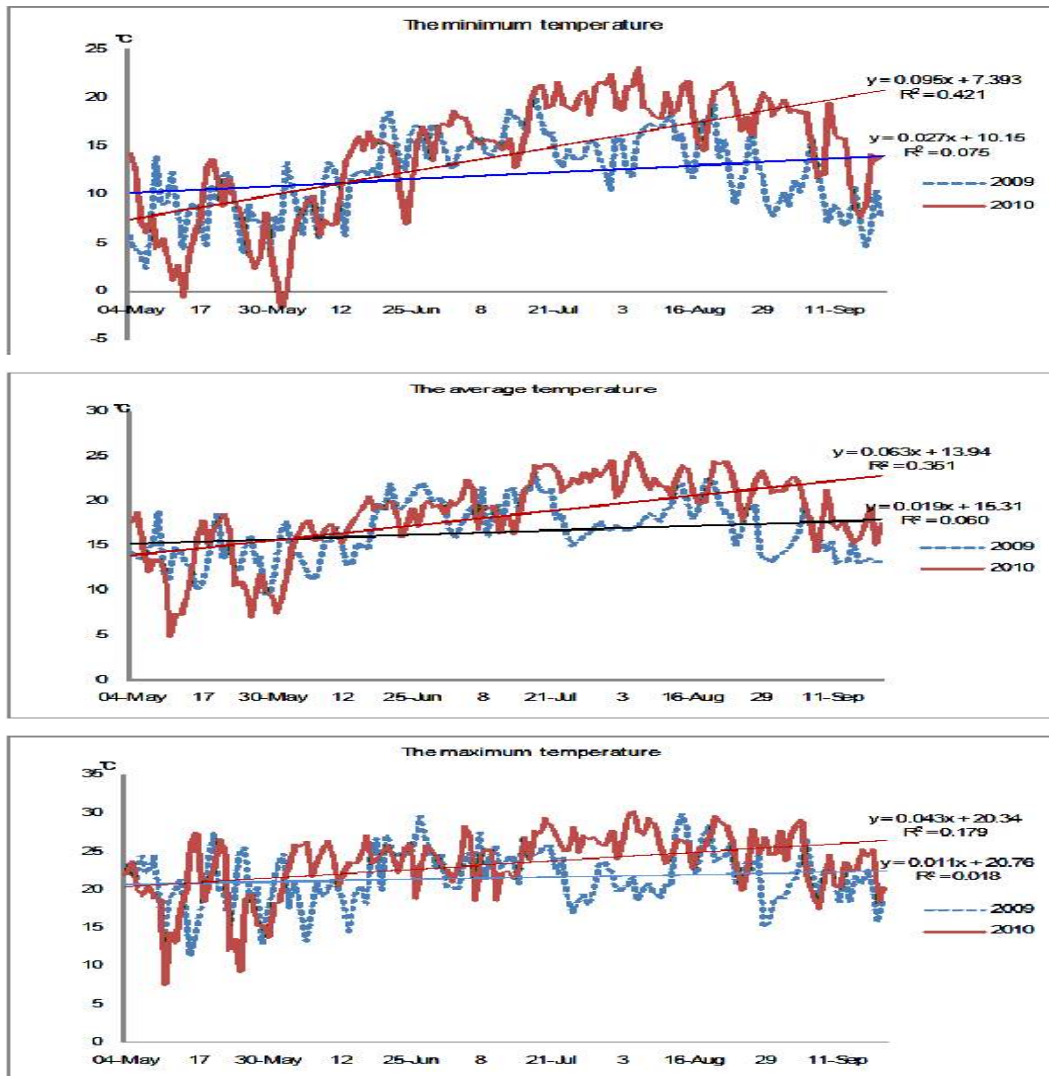 The minimum temperature
°C
25
20
15
10
5
0
-5
y = 0.095x + 7.393
R² = 0.421
y = 0.027x + 10.15
R² = 0.075
2009
2010
04-May 17 30-May 12 25-Jun 8 21-Jul 3 16-Aug 29 11-Sep
The average temperature
°C
30
25
20
15
10
5
0
y = 0.063x + 13.94
R² = 0.351
y = 0.019x + 15.31
R² = 0.060
2009
2010
04-May 17 30-May 12 25-Jun 8 21-Jul 3 16-Aug 29 11-Sep
The maximum temperature
°C
35
30
25
20
15
10
5
0
y = 0.043x + 20.34
R² = 0.179
y = 0.011x + 20.76
R² = 0.018
2009
2010
04-May 17 30-May 12 25-Jun 8 21-Jul 3 16-Aug 29 11-Sep